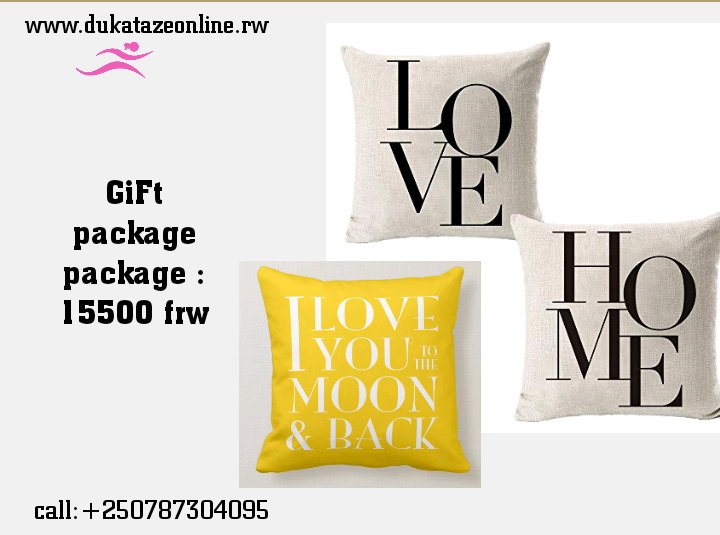 www.dukatazeonline.rw
GiFt
package
package :
15500 frw
LO
VE
HO
ME
I LOVE
YOU TO
THE
MOON
& BACK
call:+250787304095